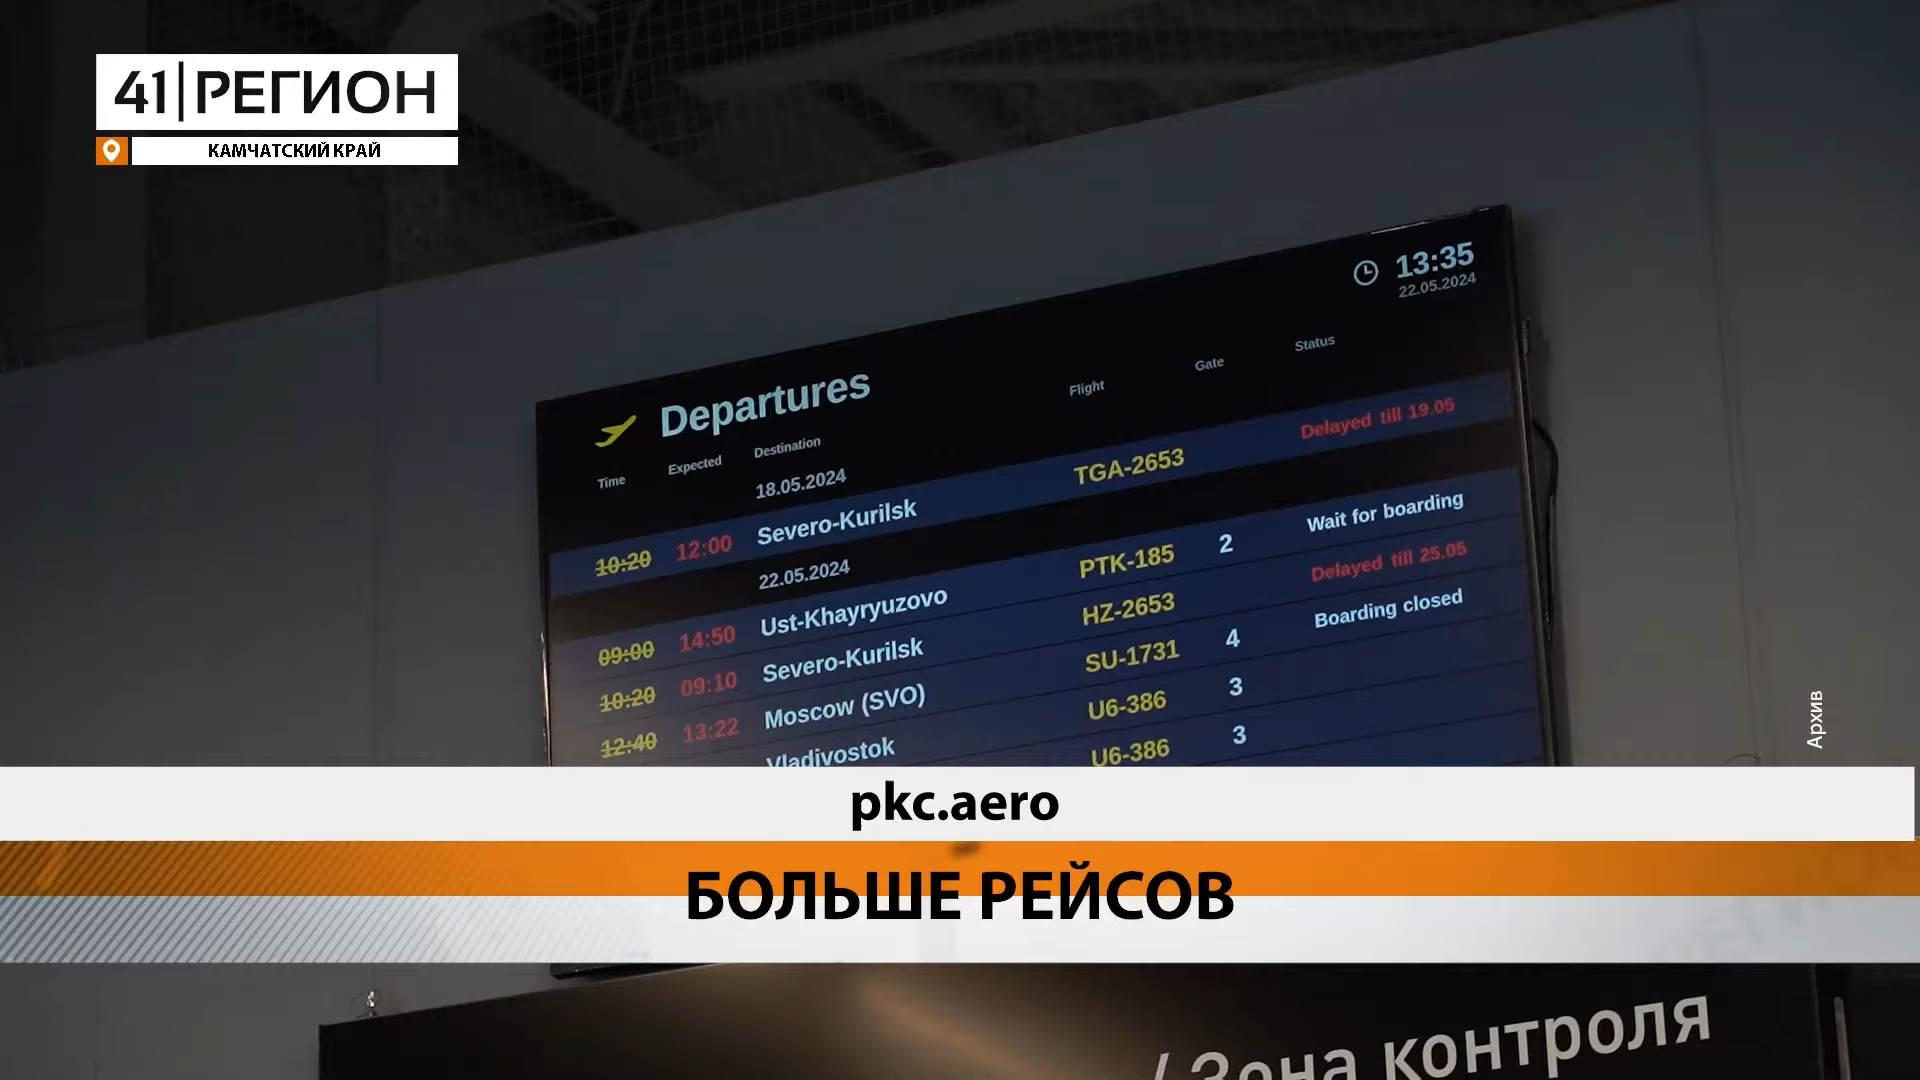 41|РЕГИОН
КАМЧАТСКИЙ КРАЙ
13:35
22.05.2024
Departures
Time Expected Destination Flight Gate Status
18.05.2024
10:20 12:00 Severo-Kurilsk TGA-2653 Delayed till 19.05
22.05.2024
09:00 14:50 Ust-Khayryuzovo PTK-185 2 Wait for boarding
10:20 09:10 Severo-Kurilsk HZ-2653 Delayed till 25.05
12:40 13:22 Moscow (SVO) SU-1731 4 Boarding closed
Vladivostok U6-386 3
U6-386 3
Архив
pkc.aero
БОЛЬШЕ РЕЙСОВ
/ Зона контроля